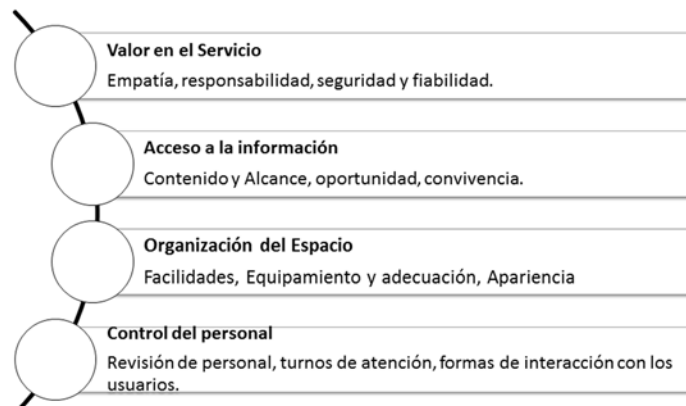 Valor en el Servicio
Empatía, responsabilidad, seguridad y fiabilidad.
Acceso a la información
Contenido y Alcance, oportunidad, convivencia.
Organización del Espacio
Facilidades, Equipamiento y adecuación, Apariencia
Control del personal
Revisión de personal, turnos de atención, formas de interacción con los
usuarios.